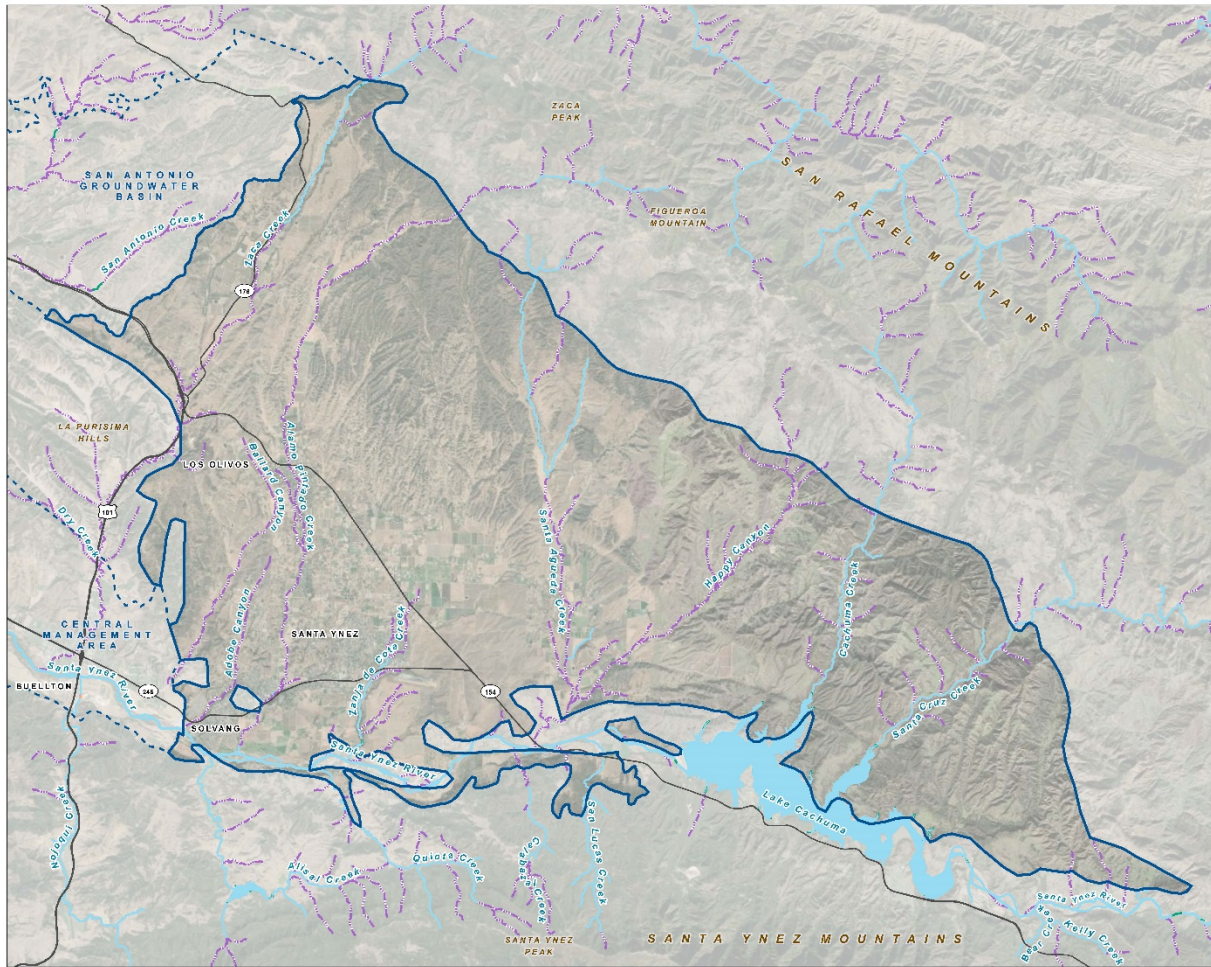 ZACA
PEAK
SAN RAFAEL MOUNTAINS
SAN ANTONIO
GROUNDWATER
BASIN
San Antonio Creek
Zaca Creek
FIGUEROA
MOUNTAIN
176
LA PURISIMA
HILLS
LOS OLIVOS
Ballard Canyon
Alamo Pintado Creek
101
Dry Creek
Santa Agueda Creek
Happy Canyon
Cachuma Creek
CENTRAL
MANAGEMENT
AREA
Adobe Canyon
SANTA YNEZ
Zanja de Cota Creek
Santa Ynez River
BUELLTON
246
154
SOLVANG
Santa Cruz Creek
Santa Ynez River
Lake Cachuma
Nojoqui Creek
Alisal Creek
Quiota Creek
Calabazal Creek
San Lucas Creek
Santa Ynez River
Bear Creek
Kelly Creek
SANTA YNEZ
PEAK
SANTA YNEZ MOUNTAINS